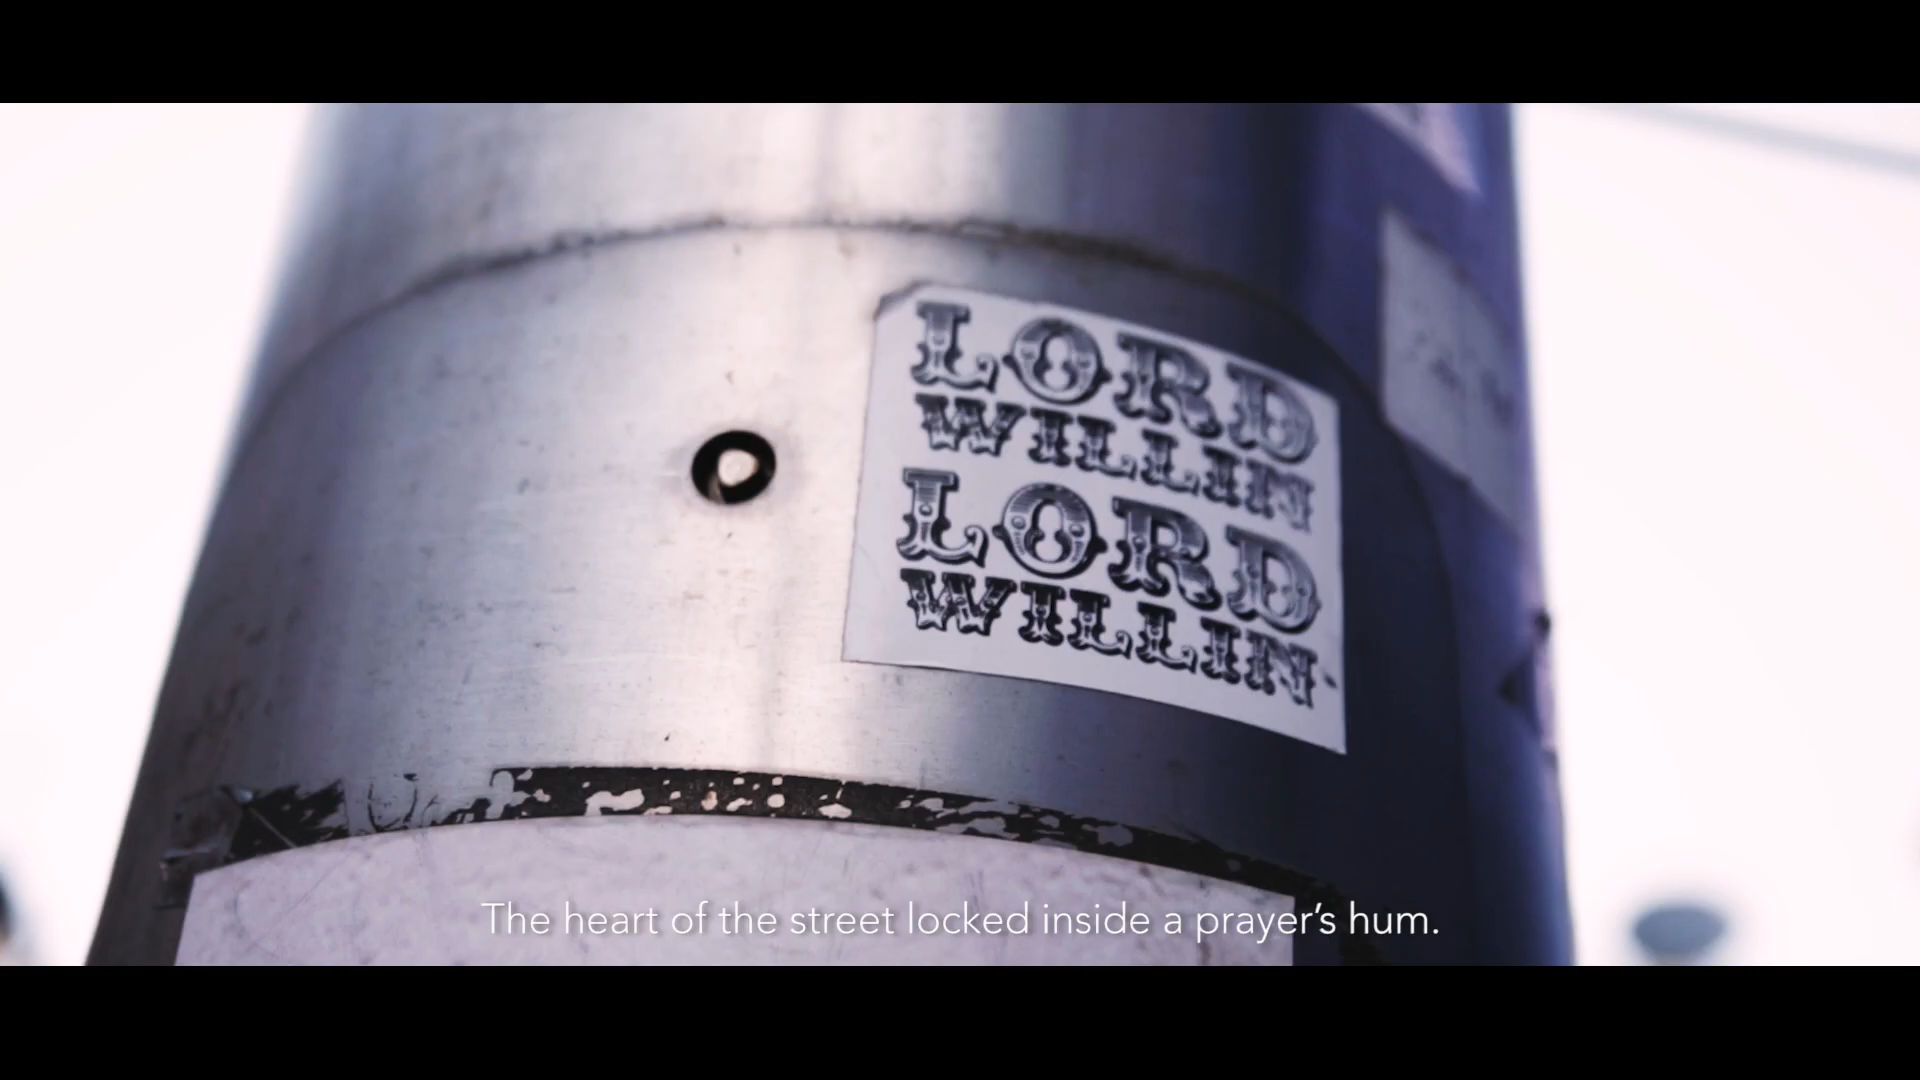 LORD
WILLIN
LORD
WILLIN
The heart of the street locked inside a prayer's hum.